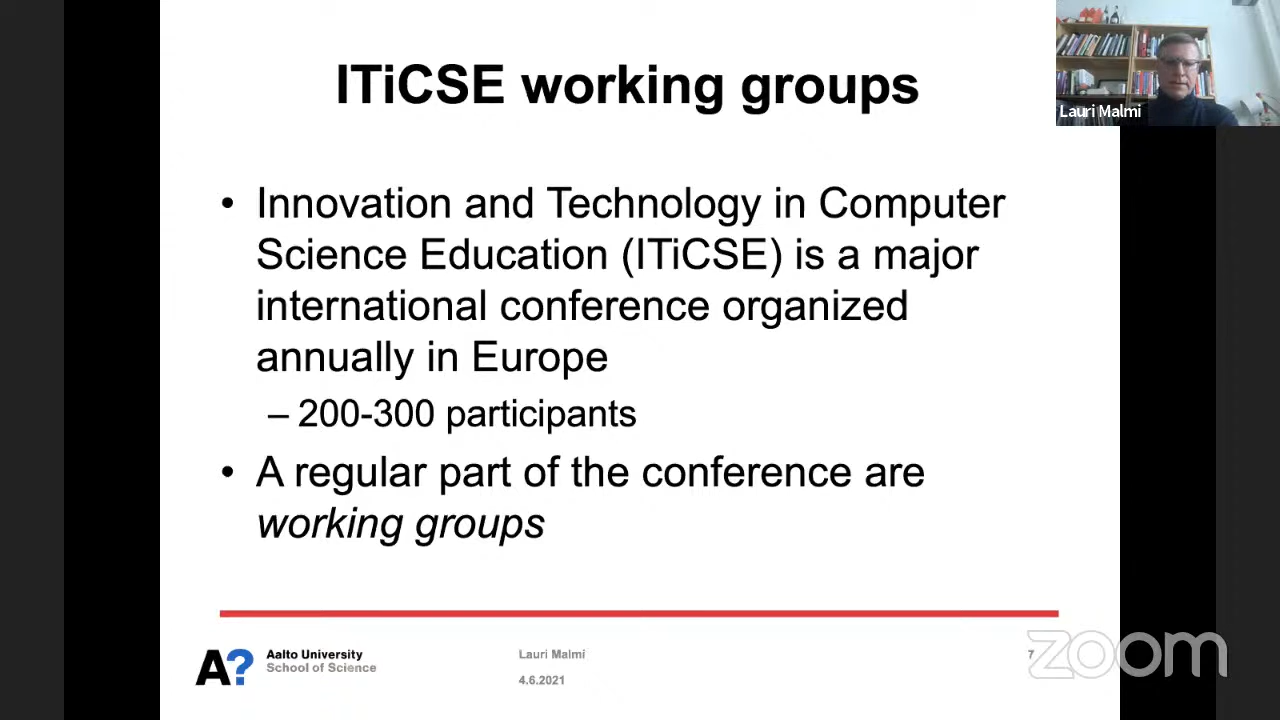 ITiCSE working groups
Lauri Malmi
• Innovation and Technology in Computer
Science Education (ITiCSE) is a major
international conference organized
annually in Europe
– 200-300 participants
• A regular part of the conference are
working groups
A?
Aalto University
School of Science
Lauri Malmi
4.6.2021
7
zoom